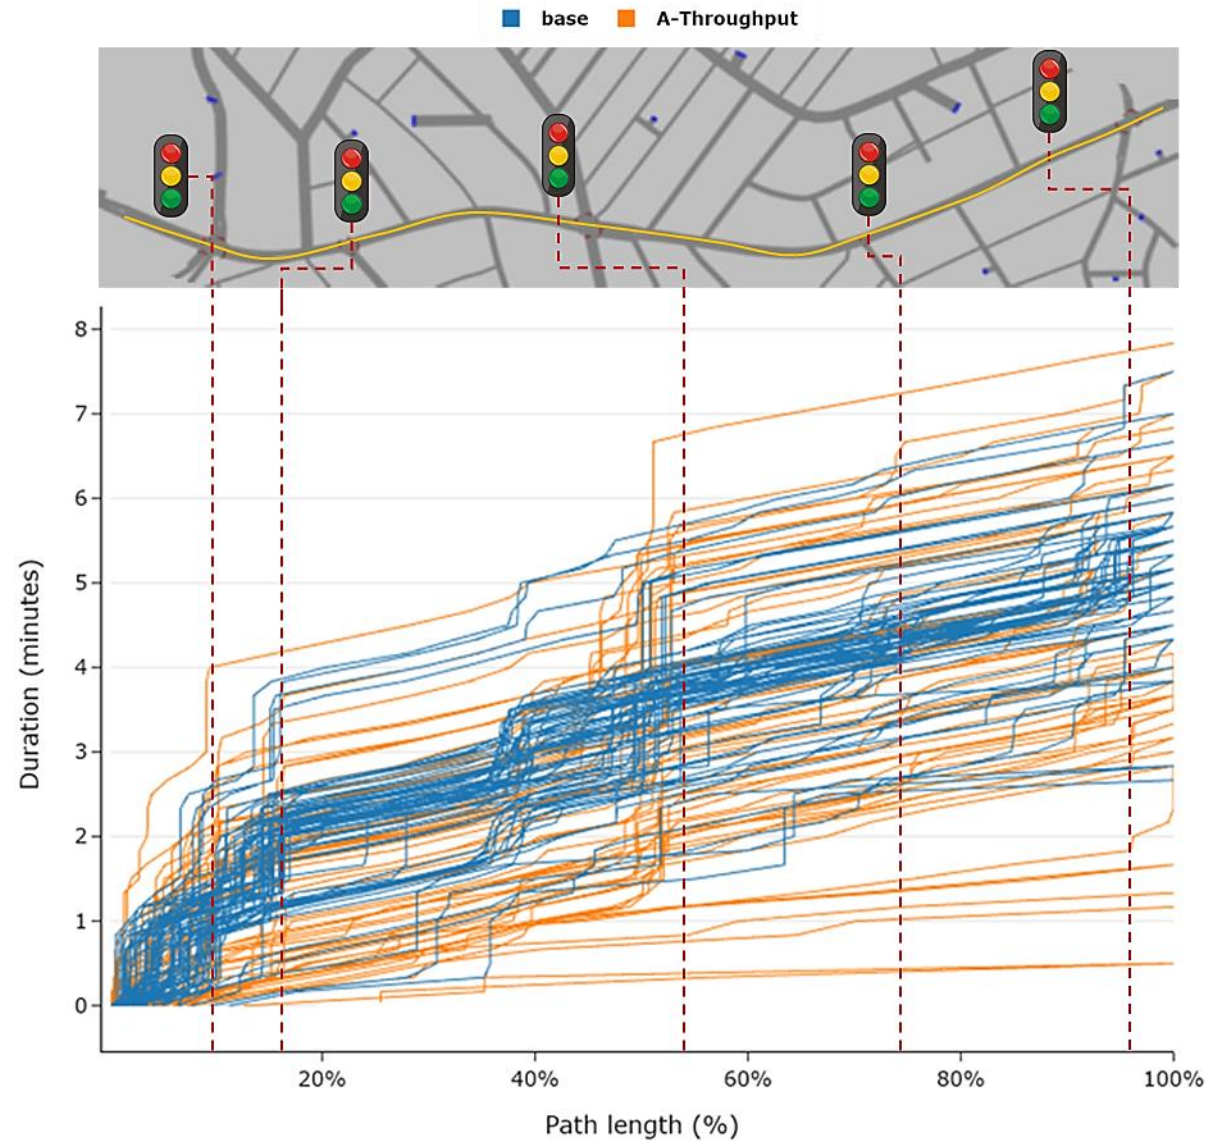 base A-Throughput
8
7
6
5
4
3
2
1
0
Duration (minutes)
20% 40% 60% 80% 100%
Path length (%)